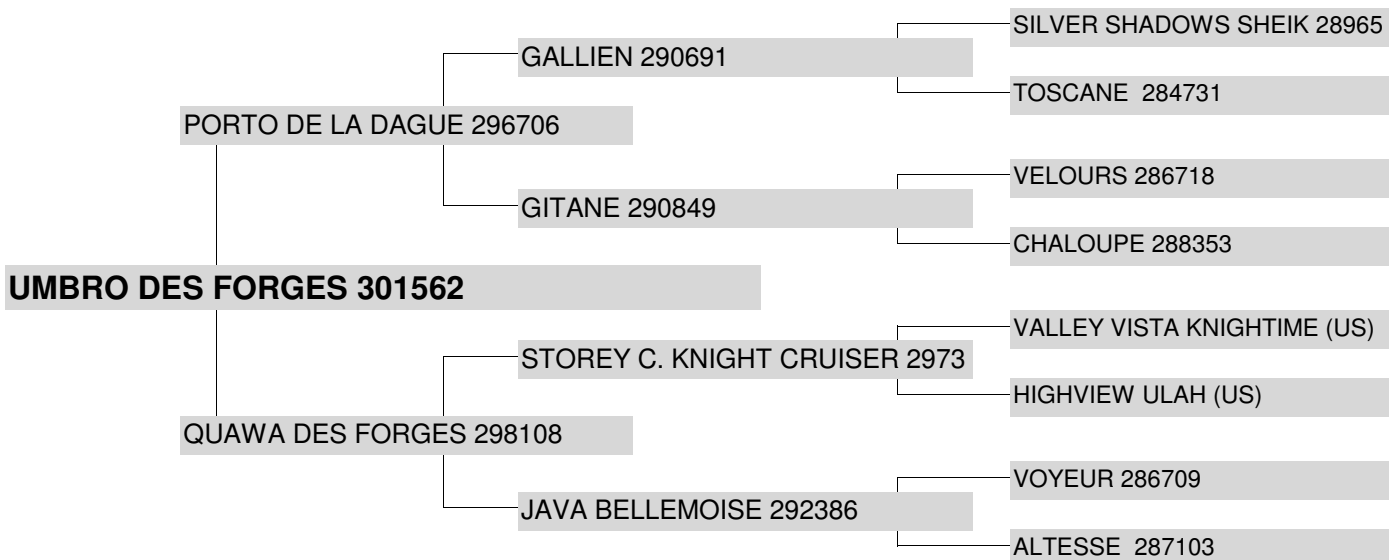 SILVER SHADOWS SHEIK 28965
GALLIEN 290691
TOSCANE  284731
PORTO DE LA DAGUE 296706
VELOURS 286718
GITANE 290849
CHALOUPE 288353
UMBRO DES FORGES 301562
VALLEY VISTA KNIGHTIME (US)
STOREY C. KNIGHT CRUISER 2973
HIGHVIEW ULAH (US)
QUAWA DES FORGES 298108
VOYEUR 286709
JAVA BELLEMOISE 292386
ALTESSE  287103